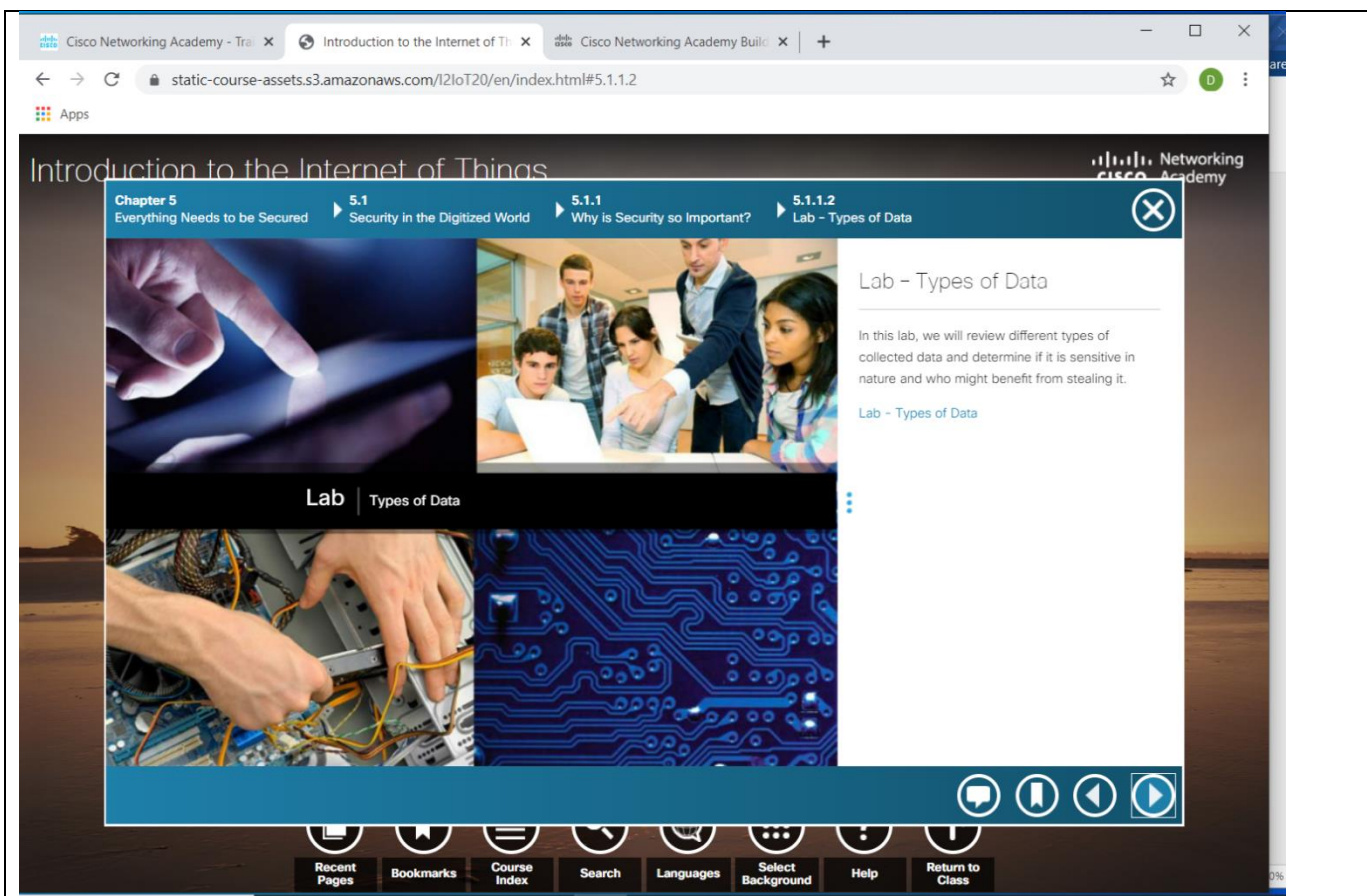 Cisco Networking Academy - Trai
Introduction to the Internet of Th
Cisco Networking Academy Build
static-course-assets.s3.amazonaws.com/I2IoT20/en/index.html#5.1.1.2
D
are
Apps
Introduction to the Internet of Things
Networking
CISCO Academy
Chapter 5
Everything Needs to be Secured
5.1
Security in the Digitized World
5.1.1
Why is Security so Important?
5.1.1.2
Lab - Types of Data
Lab – Types of Data
In this lab, we will review different types of
collected data and determine if it is sensitive in
nature and who might benefit from stealing it.
Lab - Types of Data
Lab | Types of Data
Recent
Pages
Bookmarks
Course
Index
Search
Languages
Select
Background
Help
Return to
Class
0%